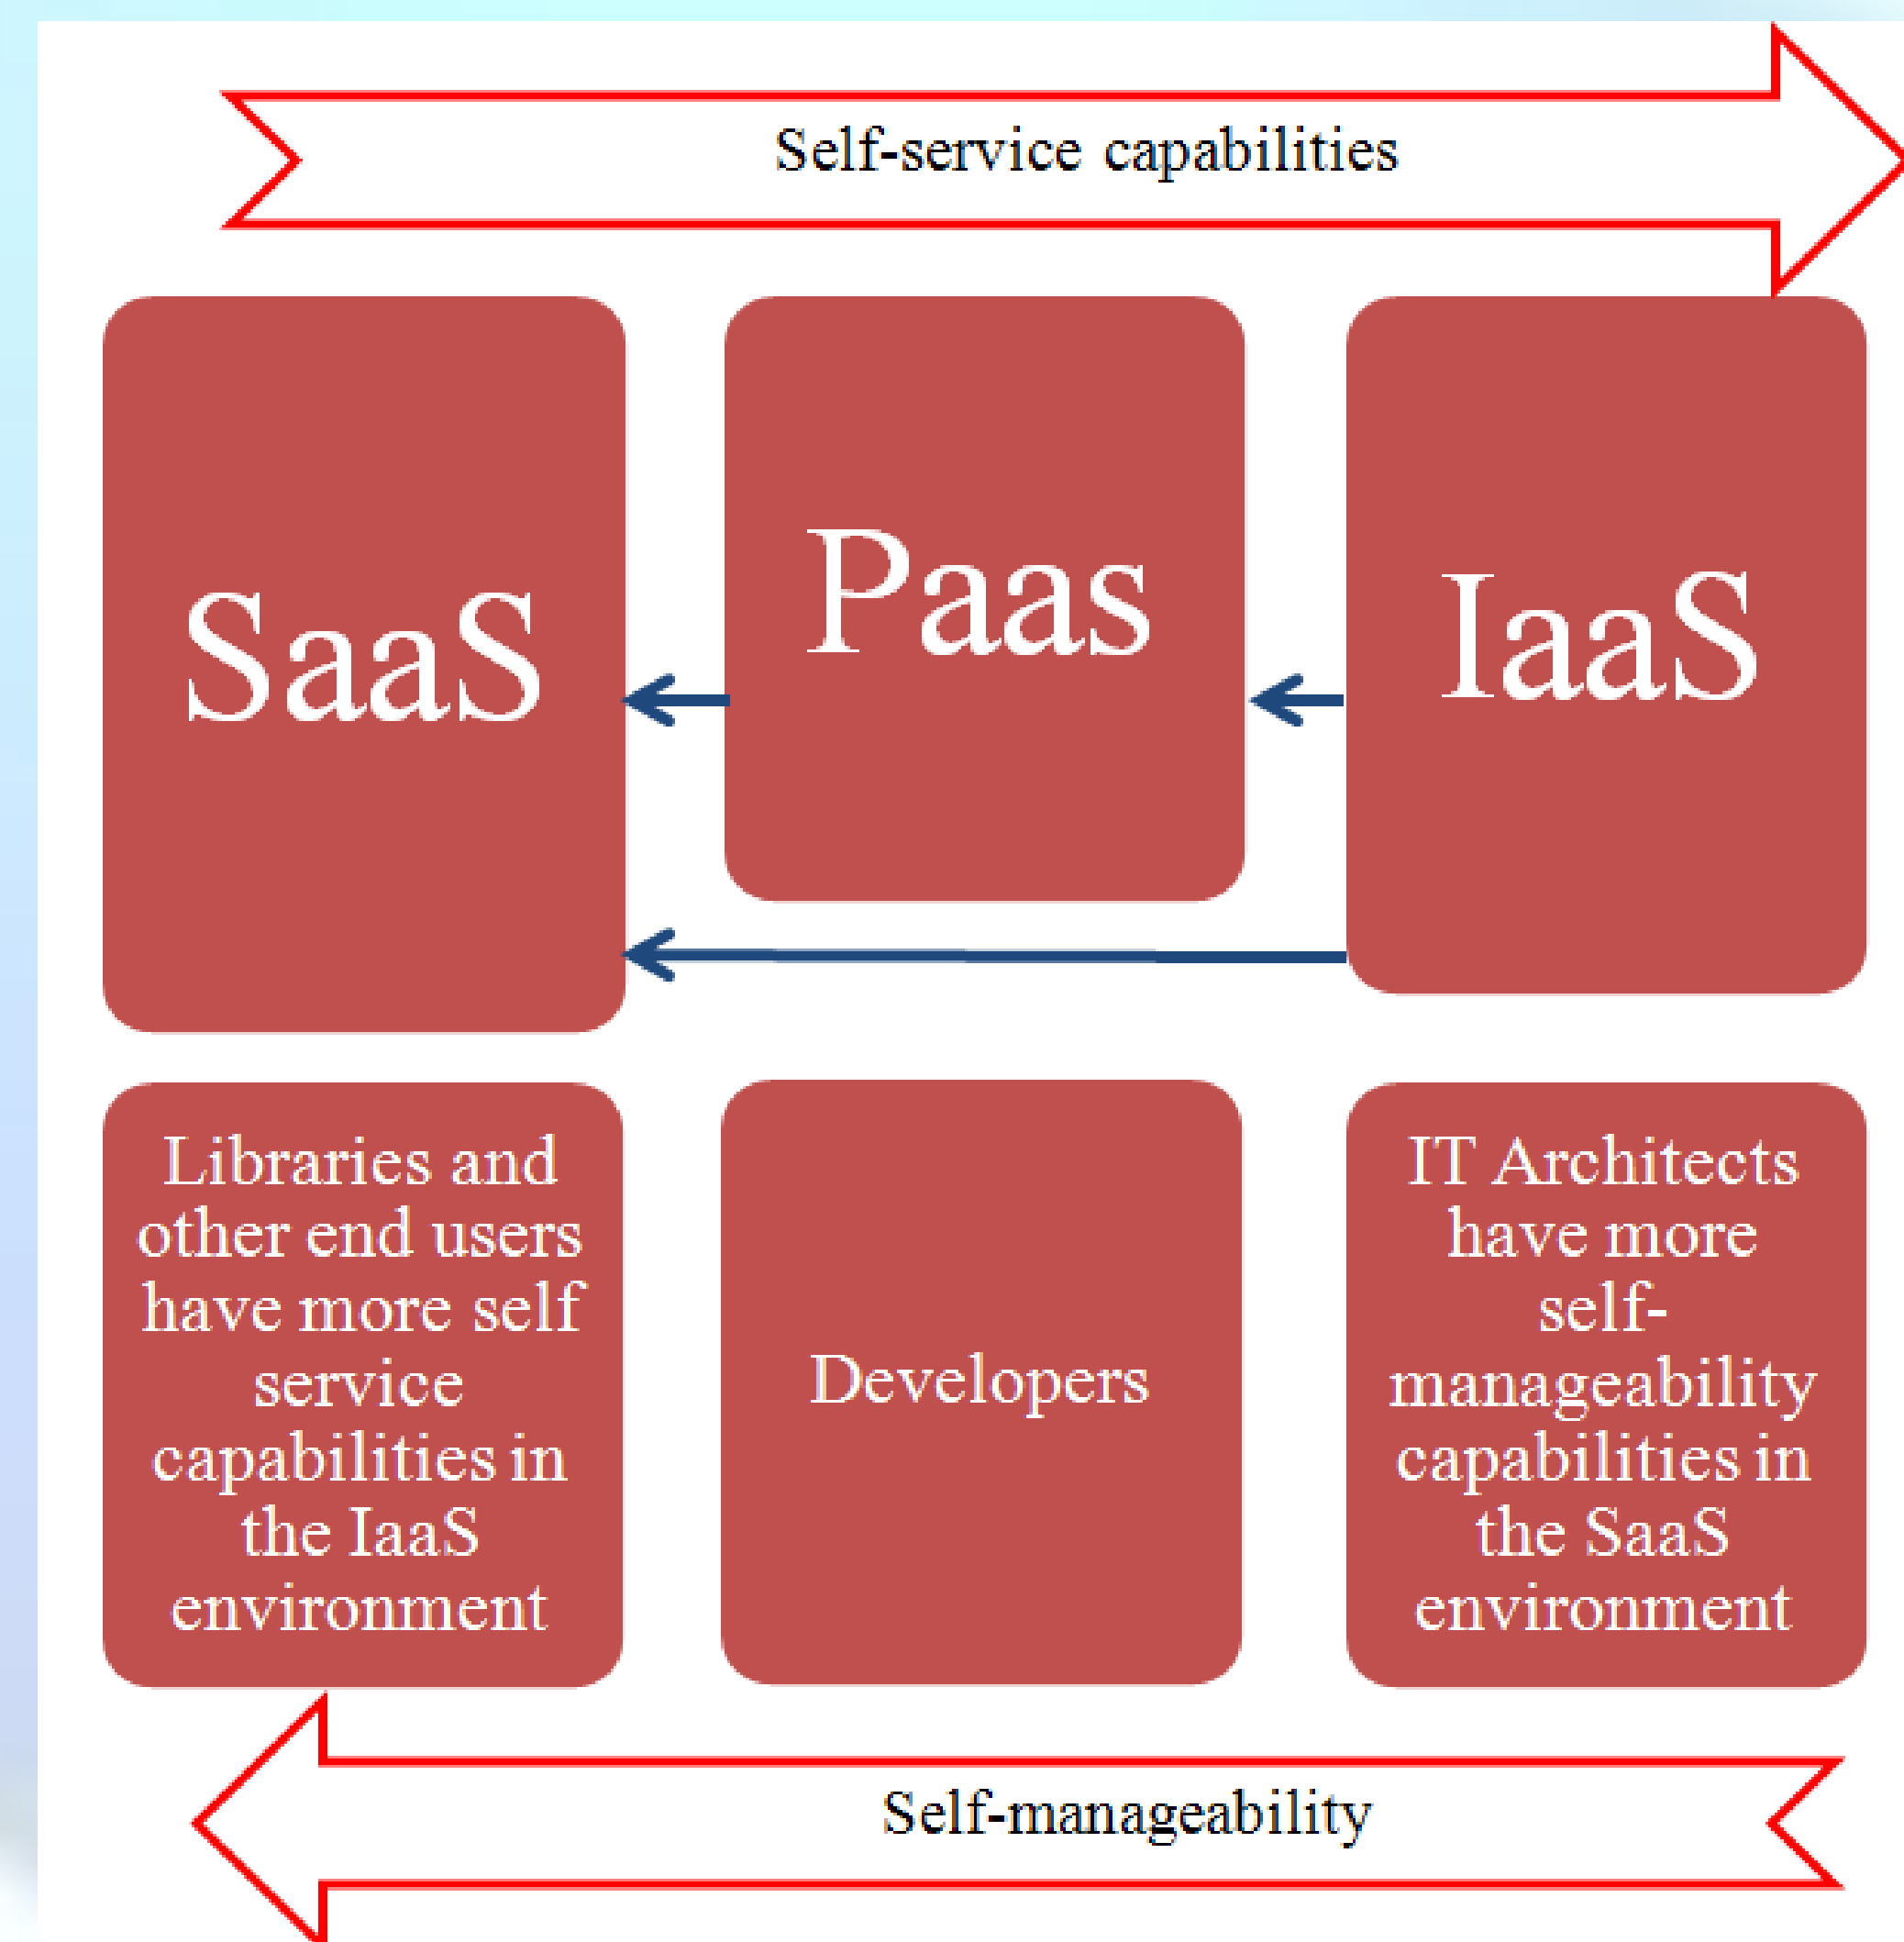 Self-service capabilities
SaaS
Paas
IaaS
Libraries and
other end users
have more self
service
capabilities in
the IaaS
environment
Developers
IT Architects
have more
self-
manageability
capabilities in
the SaaS
environment
Self-manageability